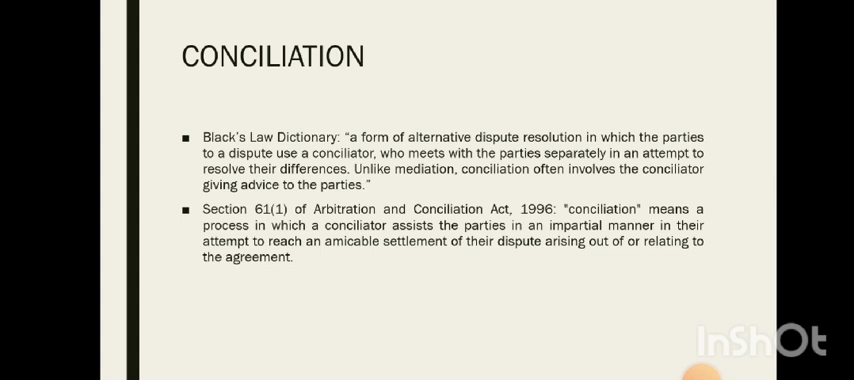 CONCILIATION
■ Black's Law Dictionary: “a form of alternative dispute resolution in which the parties
to a dispute use a conciliator, who meets with the parties separately in an attempt to
resolve their differences. Unlike mediation, conciliation often involves the conciliator
giving advice to the parties.”
■ Section 61(1) of Arbitration and Conciliation Act, 1996: "conciliation" means a
process in which a conciliator assists the parties in an impartial manner in their
attempt to reach an amicable settlement of their dispute arising out of or relating to
the agreement.
InShOt